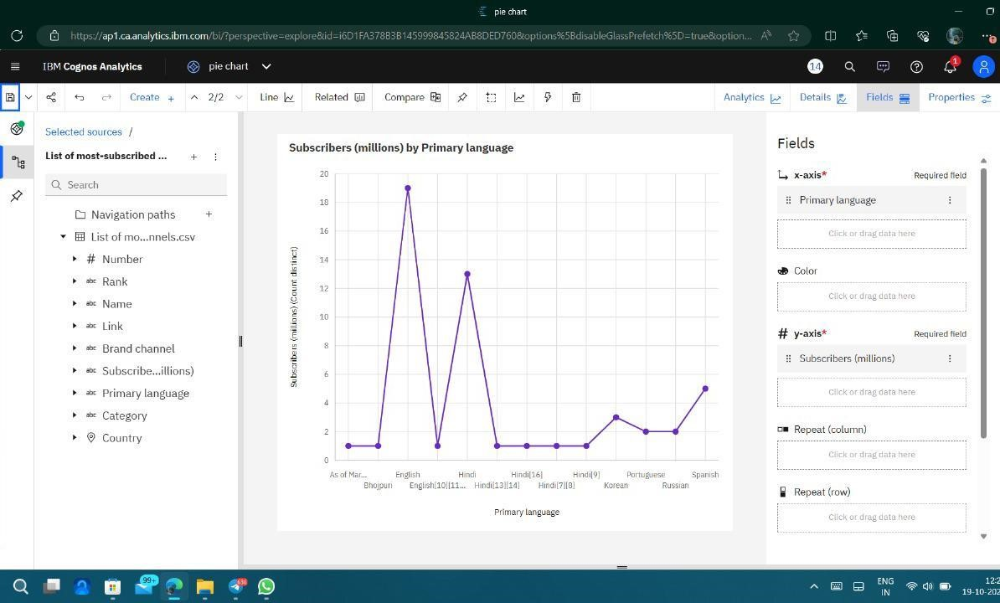 pie chart
https://ap1.ca.analytics.ibm.com/bi/?perspective=explore&id=i6D1FA378B3B145999845824AB8DED760&options%5BdisableGlassPrefetch%5D=true&option...
IBM Cognos Analytics
pie chart
14
1
Create +
2/2
Line
Related
Compare
Analytics
Details
Fields
Properties
Selected sources /
List of most-subscribed ...
Search
Navigation paths
List of mo...nnels.csv
# Number
abc Rank
abc Name
abc Link
abc Brand channel
abc Subscribe...illions)
abc Primary language
abc Category
Country
Subscribers (millions) by Primary language
Subscribers (millions) (Count distinct)
20
18
16
14
12
10
8
6
4
2
0
As of Mar...
Bhojpuri
English
English[10][11...
Hindi
Hindi[13][14]
Hindi[16]
Hindi[7][8]
Hindi[9]
Korean
Portuguese
Russian
Spanish
Primary language
Fields
x-axis* Required field
Primary language
Click or drag data here
Color
Click or drag data here
# y-axis* Required field
Subscribers (millions)
Click or drag data here
Repeat (column)
Click or drag data here
Repeat (row)
Click or drag data here
99+
ENG
IN
12:2
19-10-202